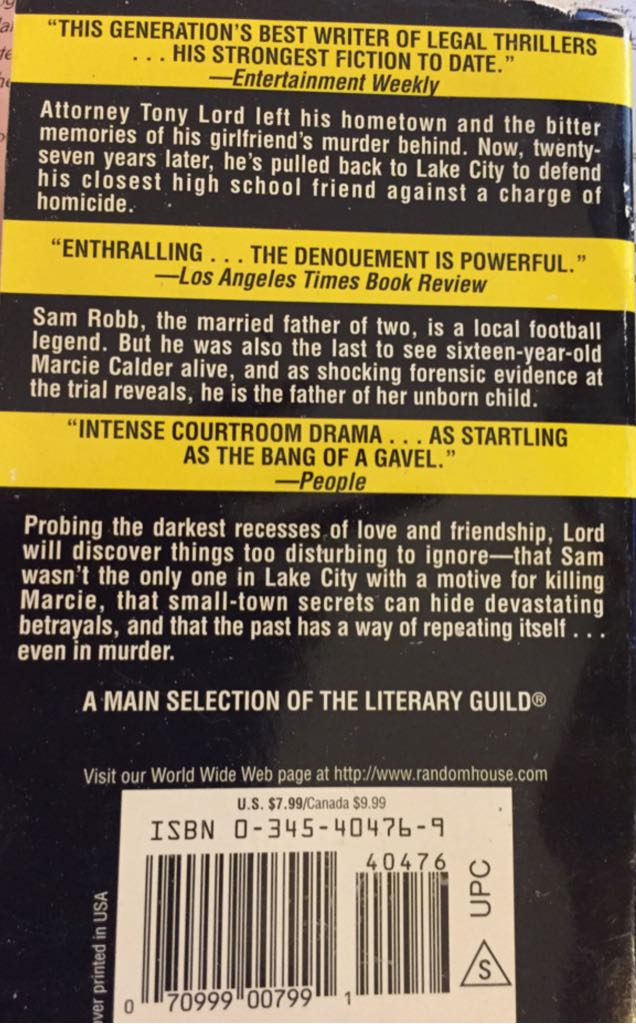 "THIS GENERATION'S BEST WRITER OF LEGAL THRILLERS
. . . HIS STRONGEST FICTION TO DATE."
—Entertainment Weekly
Attorney Tony Lord left his hometown and the bitter
memories of his girlfriend's murder behind. Now, twenty-
seven years later, he's pulled back to Lake City to defend
his closest high school friend against a charge of
homicide.
"ENTHRALLING . . . THE DENOUEMENT IS POWERFUL."
—Los Angeles Times Book Review
Sam Robb, the married father of two, is a local football
legend. But he was also the last to see sixteen-year-old
Marcie Calder alive, and as shocking forensic evidence at
the trial reveals, he is the father of her unborn child.
"INTENSE COURTROOM DRAMA . . . AS STARTLING
AS THE BANG OF A GAVEL."
—People
Probing the darkest recesses of love and friendship, Lord
will discover things too disturbing to ignore—that Sam
wasn't the only one in Lake City with a motive for killing
Marcie, that small-town secrets can hide devastating
betrayals, and that the past has a way of repeating itself . . .
even in murder.
A MAIN SELECTION OF THE LITERARY GUILD®
Visit our World Wide Web page at http://www.randomhouse.com
U.S. $7.99/Canada $9.99
ISBN 0-345-40476-9
40476
UPC
S
0 70999 00799 1
printed in USA